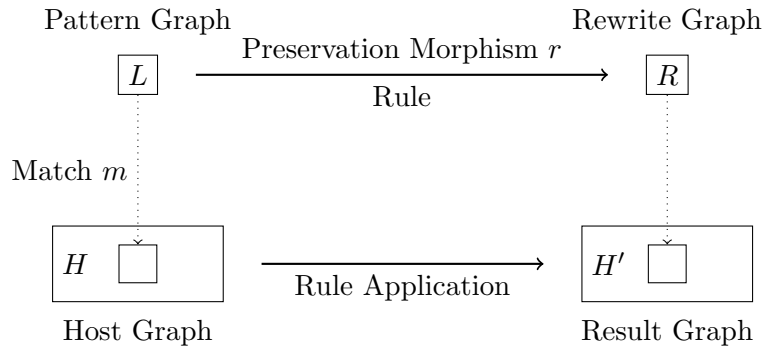 Pattern Graph
Rewrite Graph
Preservation Morphism r
L
R
Rule
Match m
H
H′
Rule Application
Host Graph
Result Graph